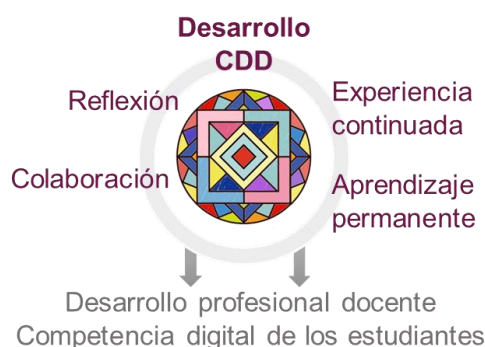 Desarrollo
CDD
Reflexión
Experiencia
continuada
Colaboración
Aprendizaje
permanente
Desarrollo profesional docente
Competencia digital de los estudiantes